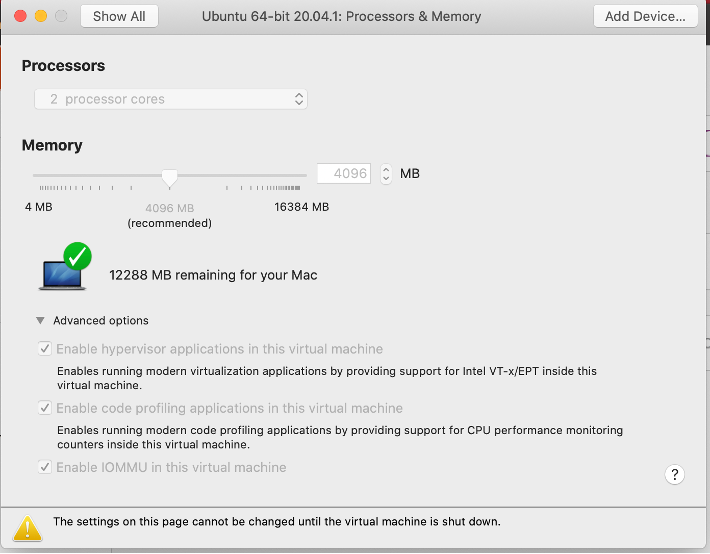 Show All
Ubuntu 64-bit 20.04.1: Processors & Memory
Add Device...
Processors
2 processor cores
Memory
4096
MB
4 MB
4096 MB
16384 MB
(recommended)
12288 MB remaining for your Mac
Advanced options
Enable hypervisor applications in this virtual machine
Enables running modern virtualization applications by providing support for Intel VT-x/EPT inside this
virtual machine.
Enable code profiling applications in this virtual machine
Enables running modern code profiling applications by providing support for CPU performance monitoring
counters inside this virtual machine.
Enable IOMMU in this virtual machine
?
The settings on this page cannot be changed until the virtual machine is shut down.